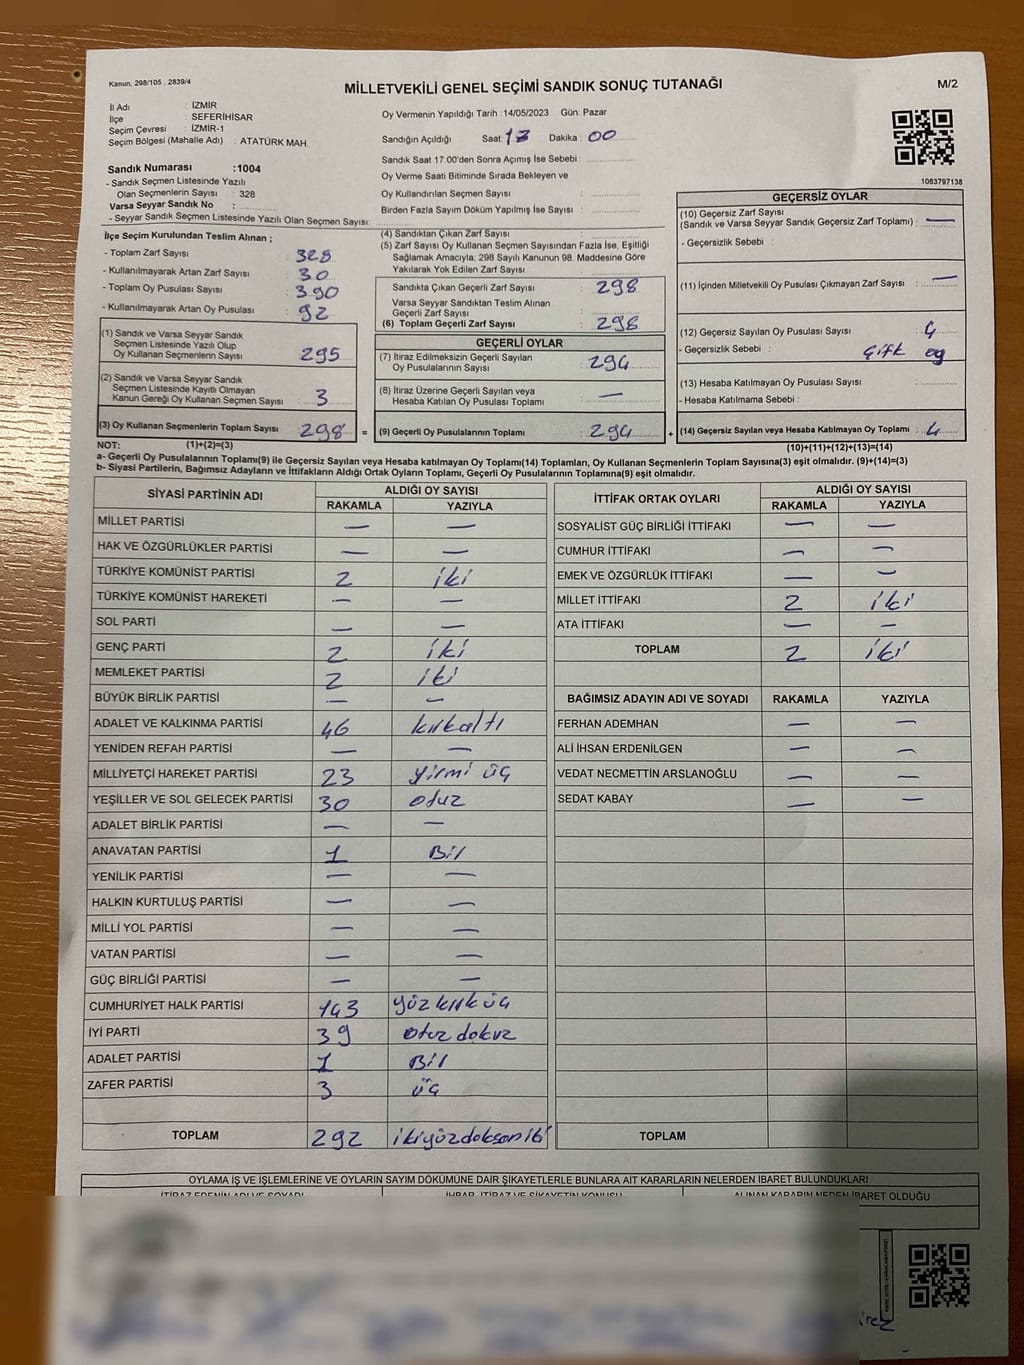 Kanun, 298/105 , 2839/4
MİLLETVEKİLİ GENEL SEÇİMİ SANDIK SONUÇ TUTANAĞI
M/2
İl Adı : İZMİR
İlçe : SEFERİHİSAR
Seçim Çevresi : İZMİR-1
Seçim Bölgesi (Mahalle Adı) : ATATÜRK MAH.
Oy Vermenin Yapıldığı Tarih :14/05/2023 Gün: Pazar
Sandığın Açıldığı Saat: 17 Dakika: 00
Sandık Saat 17:00'den Sonra Açımış İse Sebebi :
Oy Verme Saati Bitiminde Sırada Bekleyen ve
Oy Kullandırılan Seçmen Sayısı :
Birden Fazla Sayım Döküm Yapılmış İse Sayısı :
1083797138
Sandık Numarası :1004
- Sandık Seçmen Listesinde Yazılı
Olan Seçmenlerin Sayısı : 328
Varsa Seyyar Sandık No :
- Seyyar Sandık Seçmen Listesinde Yazılı Olan Seçmen Sayısı:
İlçe Seçim Kurulundan Teslim Alınan ;
- Toplam Zarf Sayısı : 328
- Kullanılmayarak Artan Zarf Sayısı : 30
- Toplam Oy Pusulası Sayısı : 390
- Kullanılmayarak Artan Oy Pusulası : 92
(1) Sandık ve Varsa Seyyar Sandık
Seçmen Listesinde Yazılı Olup
Oy Kullanan Seçmenlerin Sayısı : 295
(2) Sandık ve Varsa Seyyar Sandık
Seçmen Listesinde Kayıtlı Olmayan
Kanun Gereği Oy Kullanan Seçmen Sayısı : 3
(3) Oy Kullanan Seçmenlerin Toplam Sayısı : 298 =
(4) Sandıktan Çıkan Zarf Sayısı :
(5) Zarf Sayısı Oy Kullanan Seçmen Sayısından Fazla İse, Eşitliği
Sağlamak Amacıyla; 298 Sayılı Kanunun 98. Maddesine Göre
Yakılarak Yok Edilen Zarf Sayısı :
Sandıkta Çıkan Geçerli Zarf Sayısı : 298
Varsa Seyyar Sandıktan Teslim Alınan
Geçerli Zarf Sayısı :
(6) Toplam Geçerli Zarf Sayısı : 298
GEÇERLİ OYLAR
(7) İtiraz Edilmeksizin Geçerli Sayılan
Oy Pusulalarının Sayısı : 294
(8) İtiraz Üzerine Geçerli Sayılan veya
Hesaba Katılan Oy Pusulası Toplamı : —
(9) Geçerli Oy Pusulalarının Toplamı : 294 +
GEÇERSİZ OYLAR
(10) Geçersiz Zarf Sayısı
(Sandık ve Varsa Seyyar Sandık Geçersiz Zarf Toplamı) : —
- Geçersizlik Sebebi :
(11) İçinden Milletvekili Oy Pusulası Çıkmayan Zarf Sayısı : —
(12) Geçersiz Sayılan Oy Pusulası Sayısı : 4
- Geçersizlik Sebebi : Çift oy
(13) Hesaba Katılmayan Oy Pusulası Sayısı :
- Hesaba Katılmama Sebebi :
(14) Geçersiz Sayılan veya Hesaba Katılmayan Oy Toplamı : 4
NOT: (1)+(2)=(3) (10)+(11)+(12)+(13)=(14)
a- Geçerli Oy Pusulalarının Toplamı(9) ile Geçersiz Sayılan veya Hesaba katılmayan Oy Toplamı(14) Toplamları, Oy Kullanan Seçmenlerin Toplam Sayısına(3) eşit olmalıdır. (9)+(14)=(3)
b- Siyasi Partilerin, Bağımsız Adayların ve İttifakların Aldığı Ortak Oyların Toplamı, Geçerli Oy Pusulalarının Toplamına(9) eşit olmalıdır.
SİYASİ PARTİNİN ADI ALDIĞI OY SAYISI
RAKAMLA YAZIYLA
MİLLET PARTİSİ — —
HAK VE ÖZGÜRLÜKLER PARTİSİ — —
TÜRKİYE KOMÜNİST PARTİSİ 2 iki
TÜRKİYE KOMÜNİST HAREKETİ — —
SOL PARTİ — —
GENÇ PARTİ 2 iki
MEMLEKET PARTİSİ 2 iki
BÜYÜK BİRLİK PARTİSİ — —
ADALET VE KALKINMA PARTİSİ 46 kırkaltı
YENİDEN REFAH PARTİSİ — —
MİLLİYETÇİ HAREKET PARTİSİ 23 yirmi üç
YEŞİLLER VE SOL GELECEK PARTİSİ 30 otuz
ADALET BİRLİK PARTİSİ — —
ANAVATAN PARTİSİ 1 Bir
YENİLİK PARTİSİ — —
HALKIN KURTULUŞ PARTİSİ — —
MİLLİ YOL PARTİSİ — —
VATAN PARTİSİ — —
GÜÇ BİRLİĞİ PARTİSİ — —
CUMHURİYET HALK PARTİSİ 143 yüzkırküç
İYİ PARTİ 39 otuz dokuz
ADALET PARTİSİ 1 Bir
ZAFER PARTİSİ 3 üç
TOPLAM 292
İTTİFAK ORTAK OYLARI ALDIĞI OY SAYISI
RAKAMLA YAZIYLA
SOSYALİST GÜÇ BİRLİĞİ İTTİFAKI — —
CUMHUR İTTİFAKI — —
EMEK VE ÖZGÜRLÜK İTTİFAKI — —
MİLLET İTTİFAKI 2 iki
ATA İTTİFAKI — —
TOPLAM 2 iki
BAĞIMSIZ ADAYIN ADI VE SOYADI RAKAMLA YAZIYLA
FERHAN ADEMHAN — —
ALİ İHSAN ERDENİLGEN — —
VEDAT NECMETTİN ARSLANOĞLU — —
SEDAT KABAY — —
TOPLAM
OYLAMA İŞ VE İŞLEMLERİNE VE OYLARIN SAYIM DÖKÜMÜNE DAİR ŞİKAYETLERLE BUNLARA AİT KARARLARIN NELERDEN İBARET BULUNDUKLARI
İTİRAZ EDENİN ADI VE SOYADI İHBAR, İTİRAZ VE ŞİKAYETİN KONUSU ALINAN KARARIN NEDEN İBARET OLDUĞU